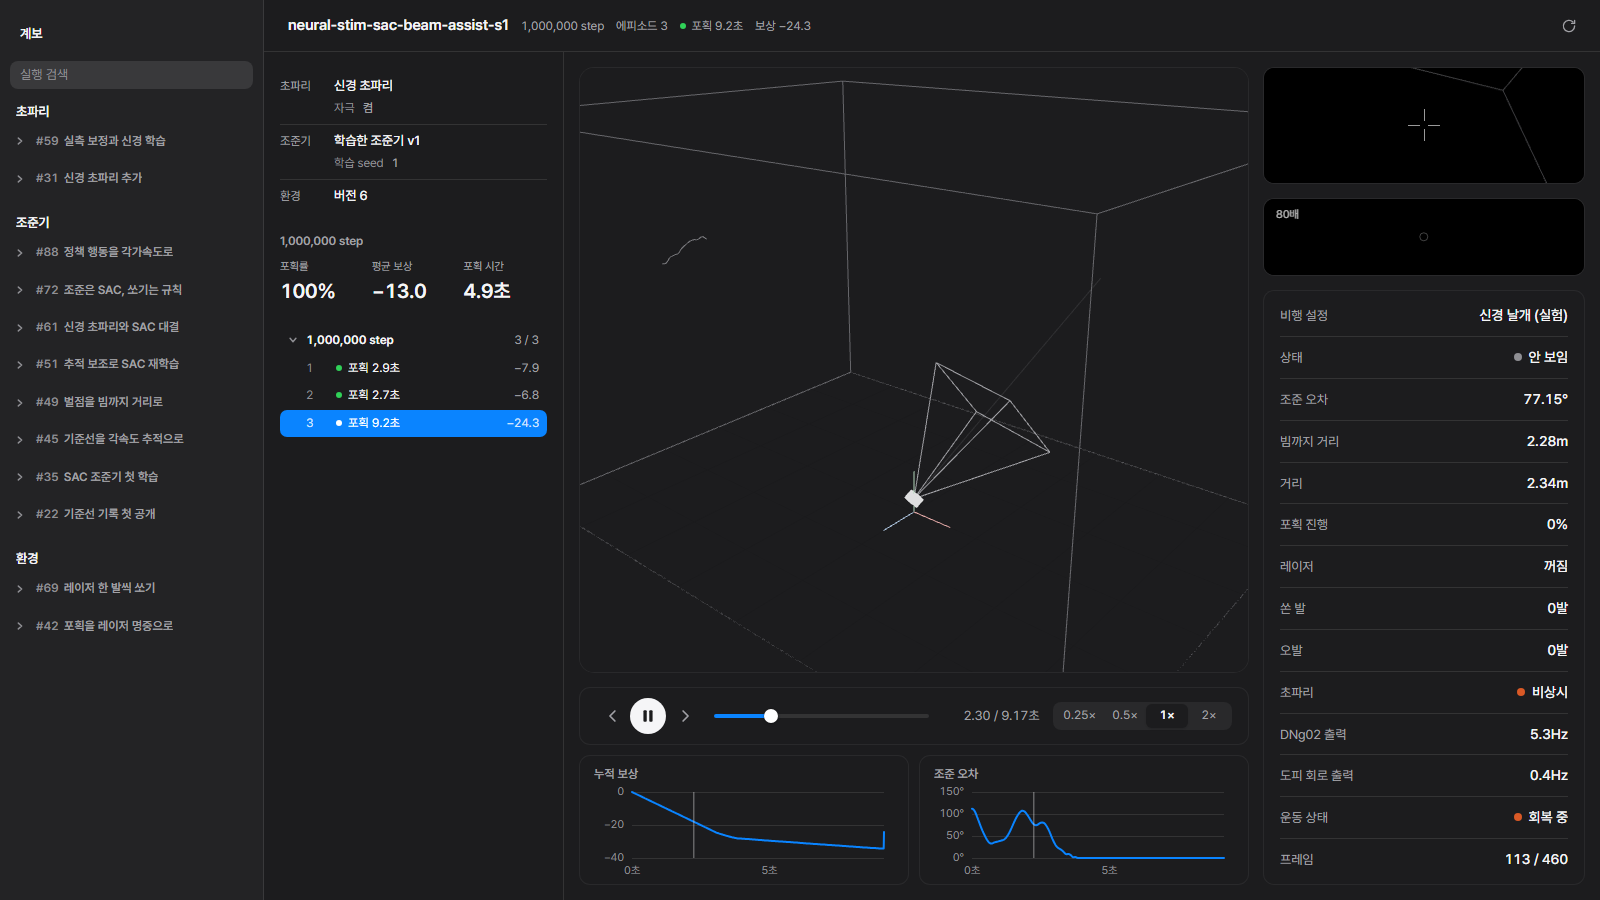 계보
실행 검색
초파리
#59 실측 보정과 신경 학습
#31 신경 초파리 추가
조준기
#88 정책 행동을 각가속도로
#72 조준은 SAC, 쏘기는 규칙
#61 신경 초파리와 SAC 대결
#51 추적 보조로 SAC 재학습
#49 벌점을 빔까지 거리로
#45 기준선을 각속도 추적으로
#35 SAC 조준기 첫 학습
#22 기준선 기록 첫 공개
환경
#69 레이저 한 발씩 쏘기
#42 포획을 레이저 명중으로
neural-stim-sac-beam-assist-s1 1,000,000 step 에피소드 3 포획 9.2초 보상 −24.3
초파리 신경 초파리
자극 켬
조준기 학습한 조준기 v1
학습 seed 1
환경 버전 6
1,000,000 step
포획률 평균 보상 포획 시간
100% −13.0 4.9초
1,000,000 step 3 / 3
1 포획 2.9초 −7.9
2 포획 2.7초 −6.8
3 포획 9.2초 −24.3
2.30 / 9.17초 0.25× 0.5× 1× 2×
누적 보상
0
−20
−40
0초 5초
조준 오차
150°
100°
50°
0°
0초 5초
80배
비행 설정 신경 날개 (실험)
상태 안 보임
조준 오차 77.15°
빔까지 거리 2.28m
거리 2.34m
포획 진행 0%
레이저 꺼짐
쏜 발 0발
오발 0발
초파리 비상시
DNg02 출력 5.3Hz
도피 회로 출력 0.4Hz
운동 상태 회복 중
프레임 113 / 460